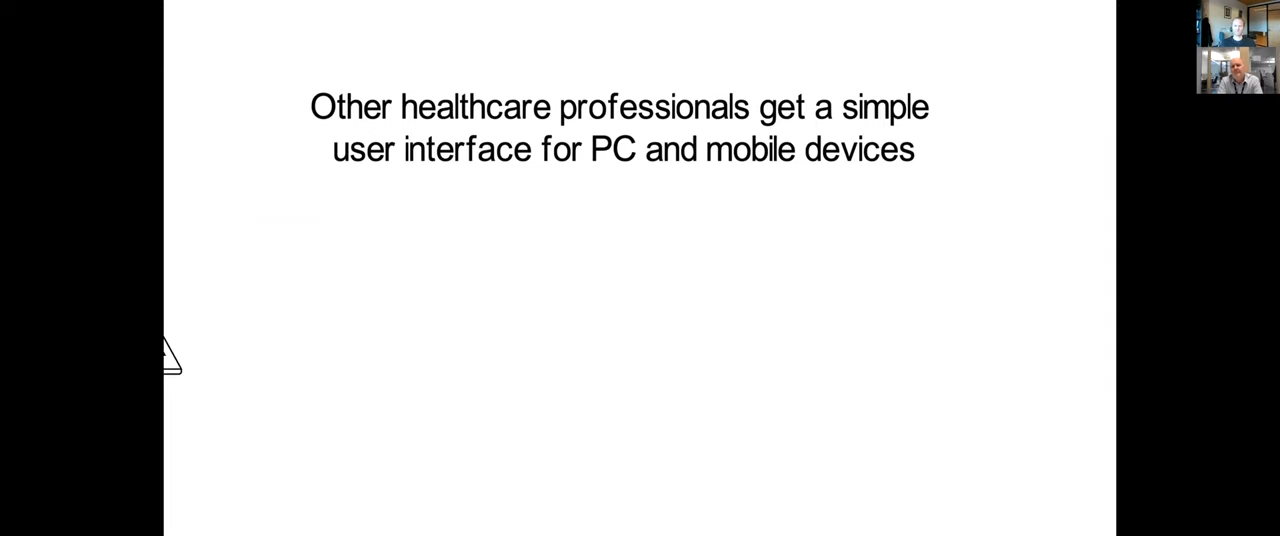 Other healthcare professionals get a simple
user interface for PC and mobile devices